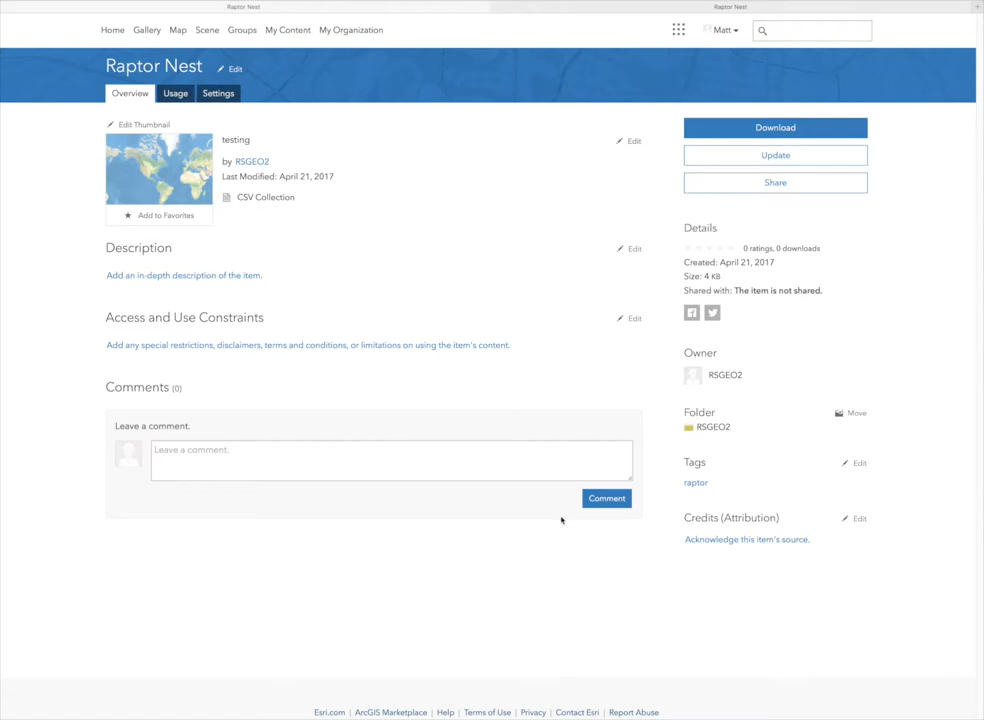 Raptor Nest
Raptor Nest
Home Gallery Map Scene Groups My Content My Organization
Matt
Raptor Nest
Edit
Overview
Usage
Settings
Edit Thumbnail
testing
Edit
by RSGEO2
Last Modified: April 21, 2017
CSV Collection
Add to Favorites
Description
Edit
Add an in-depth description of the item.
Access and Use Constraints
Edit
Add any special restrictions, disclaimers, terms and conditions, or limitations on using the item's content.
Comments (0)
Leave a comment.
Leave a comment.
Comment
Download
Update
Share
Details
0 ratings, 0 downloads
Created: April 21, 2017
Size: 4 KB
Shared with: The item is not shared.
Owner
RSGEO2
Folder
Move
RSGEO2
Tags
Edit
raptor
Credits (Attribution)
Edit
Acknowledge this item's source.
Esri.com | ArcGIS Marketplace | Help | Terms of Use | Privacy | Contact Esri | Report Abuse